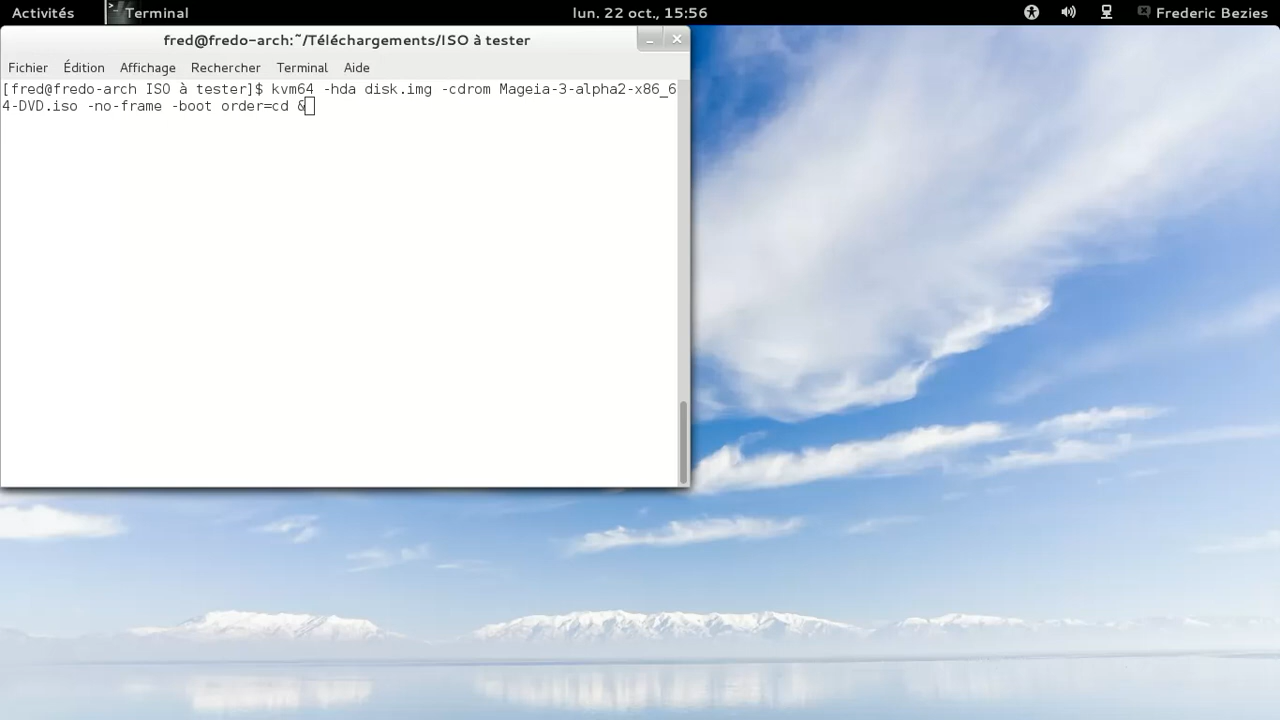 Activités Terminal lun. 22 oct., 15:56 Frederic Bezies
fred@fredo-arch:~/Téléchargements/ISO à tester
Fichier Édition Affichage Rechercher Terminal Aide
[fred@fredo-arch ISO à tester]$ kvm64 -hda disk.img -cdrom Mageia-3-alpha2-x86_6
4-DVD.iso -no-frame -boot order=cd &